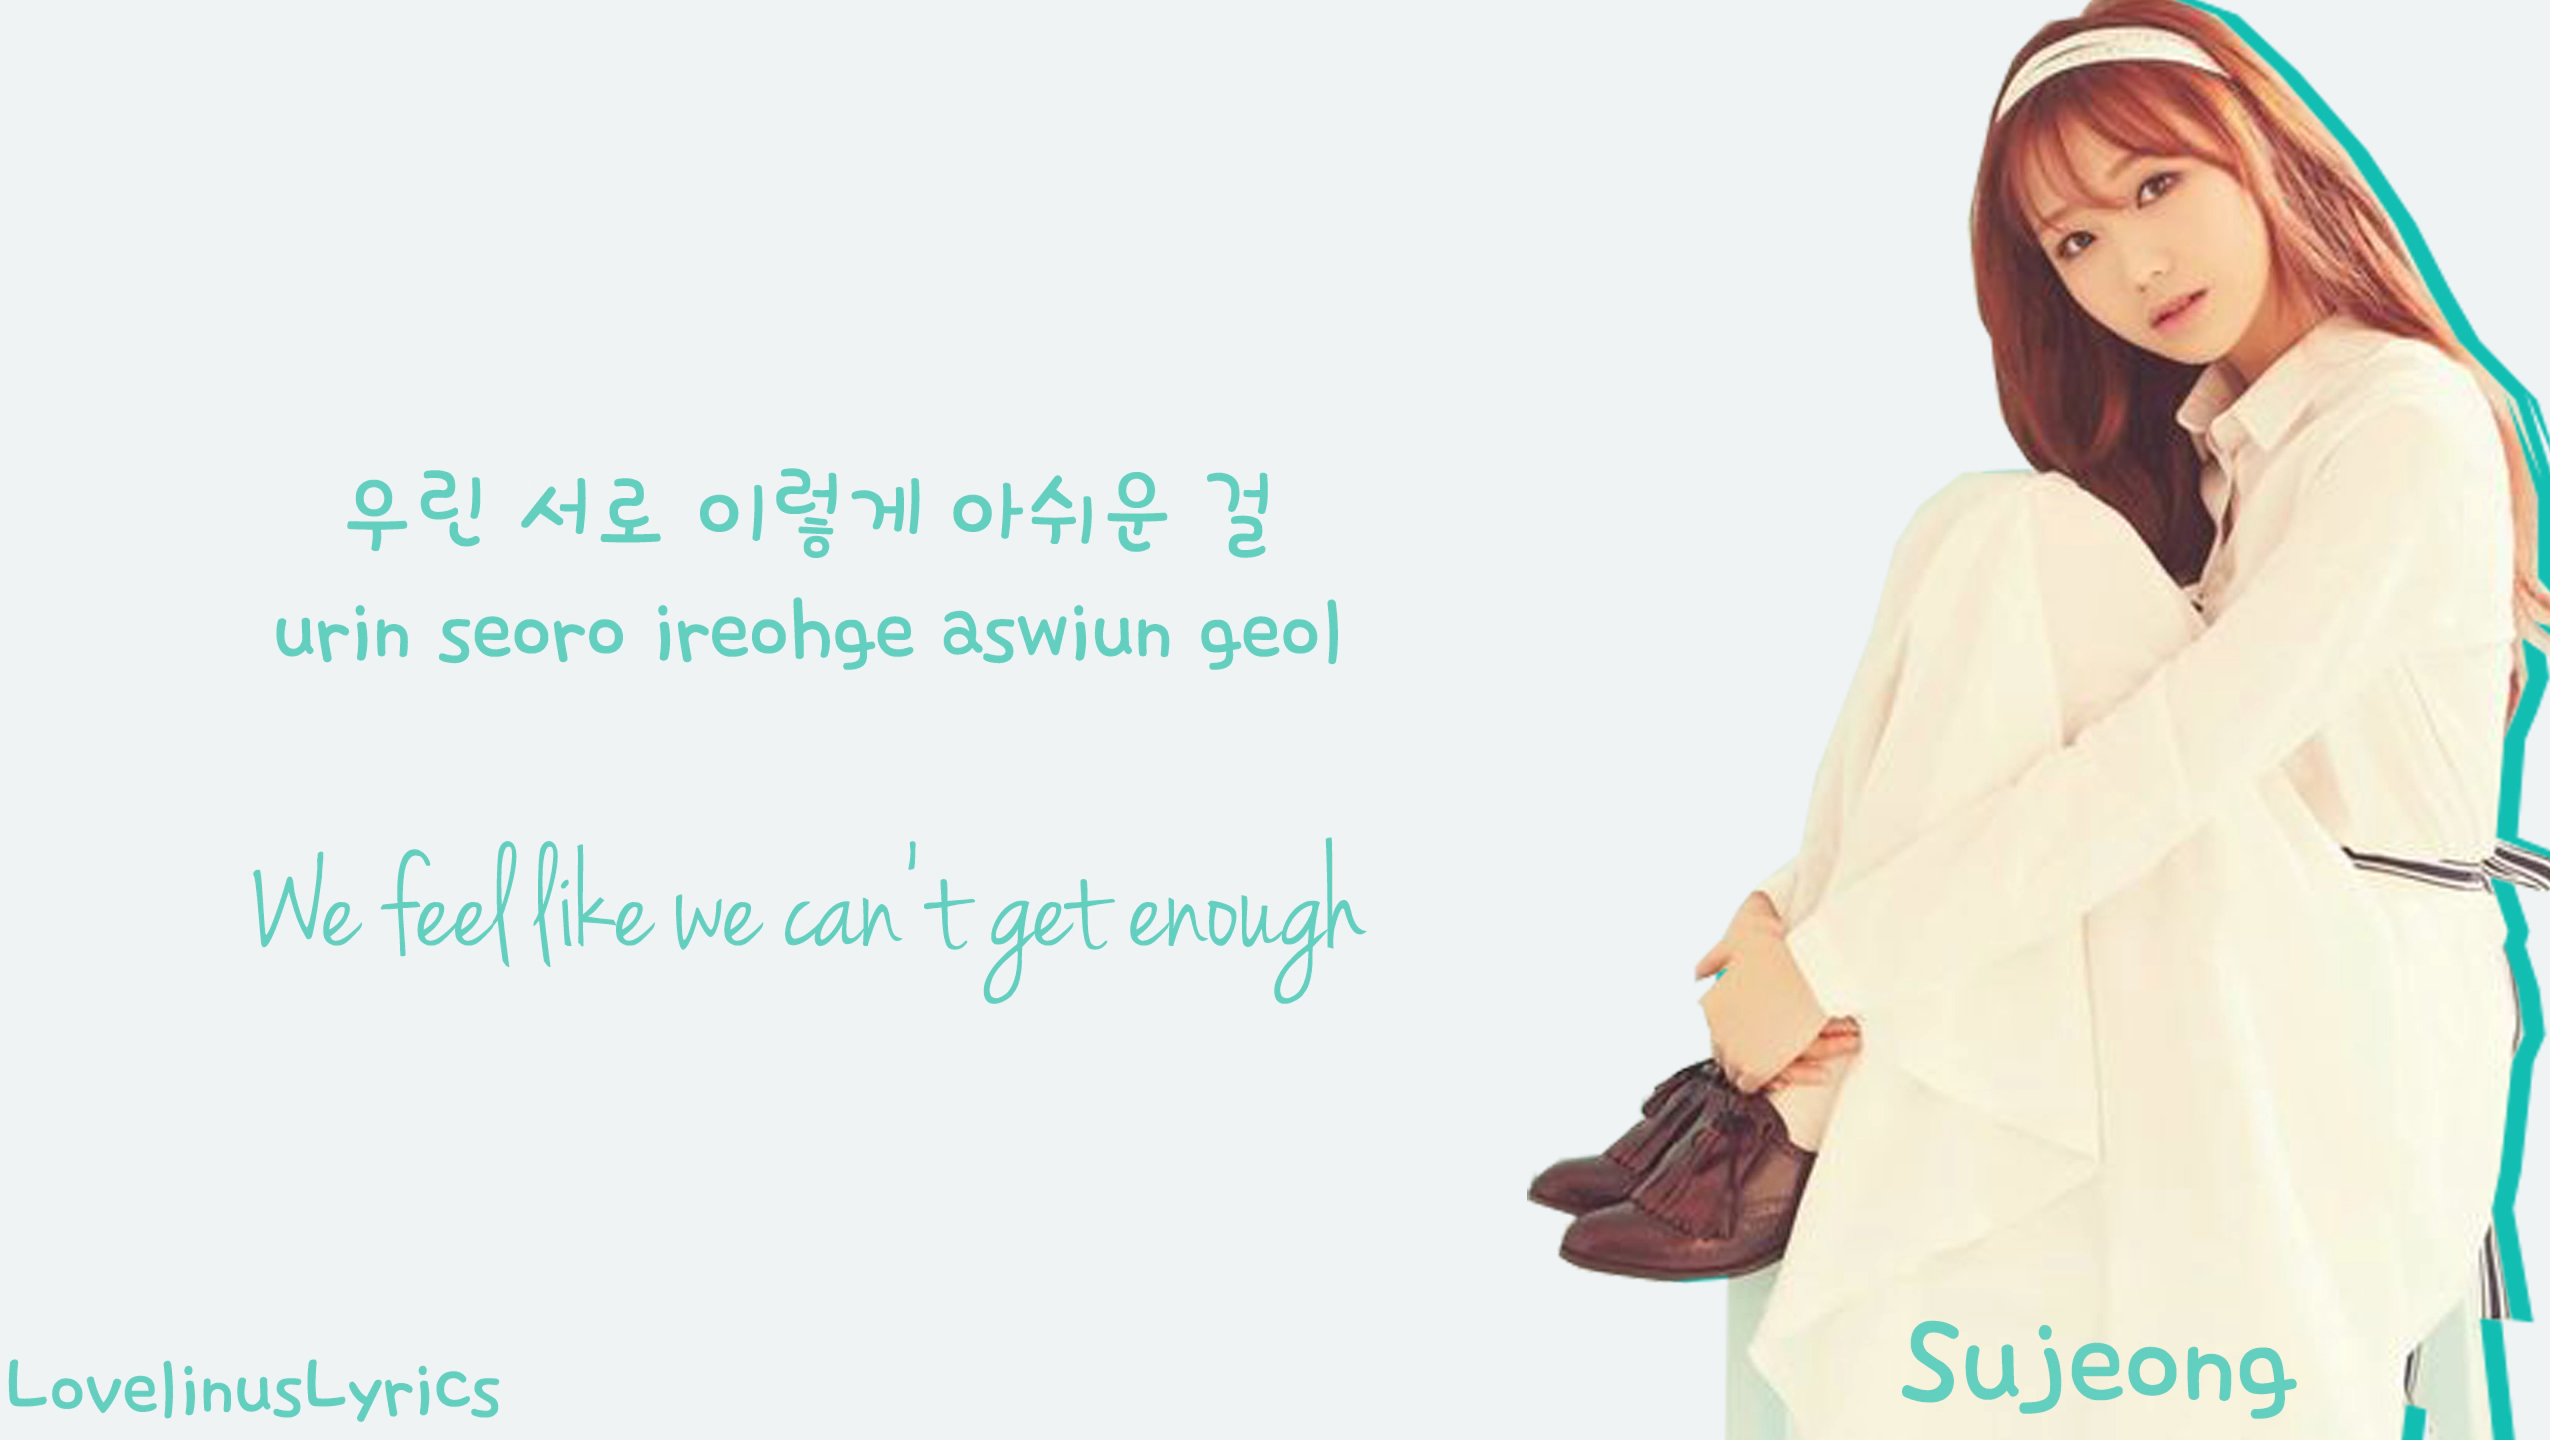 우린 서로 이렇게 아쉬운 걸
urin seoro ireohge aswiun geol
We feel like we can't get enough
LovelinusLyrics
Sujeong